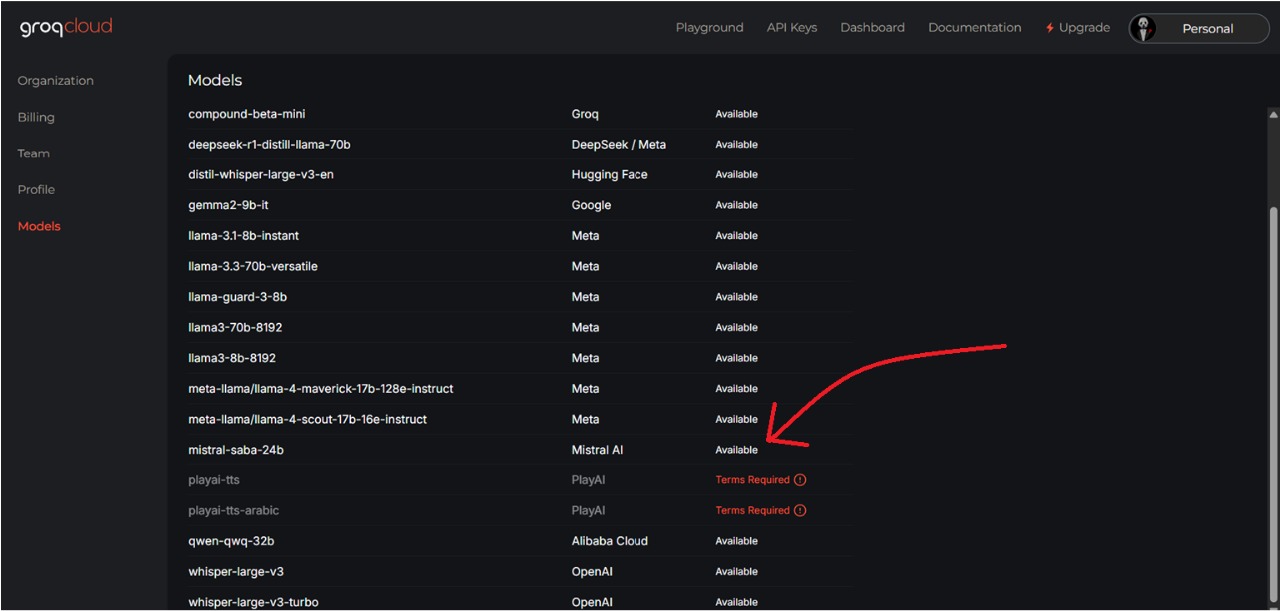 groqcloud
Playground API Keys Dashboard Documentation Upgrade Personal
Organization
Billing
Team
Profile
Models
Models
compound-beta-mini Groq Available
deepseek-r1-distill-llama-70b DeepSeek / Meta Available
distil-whisper-large-v3-en Hugging Face Available
gemma2-9b-it Google Available
llama-3.1-8b-instant Meta Available
llama-3.3-70b-versatile Meta Available
llama-guard-3-8b Meta Available
llama3-70b-8192 Meta Available
llama3-8b-8192 Meta Available
meta-llama/llama-4-maverick-17b-128e-instruct Meta Available
meta-llama/llama-4-scout-17b-16e-instruct Meta Available
mistral-saba-24b Mistral AI Available
playai-tts PlayAI Terms Required
playai-tts-arabic PlayAI Terms Required
qwen-qwq-32b Alibaba Cloud Available
whisper-large-v3 OpenAI Available
whisper-large-v3-turbo OpenAI Available